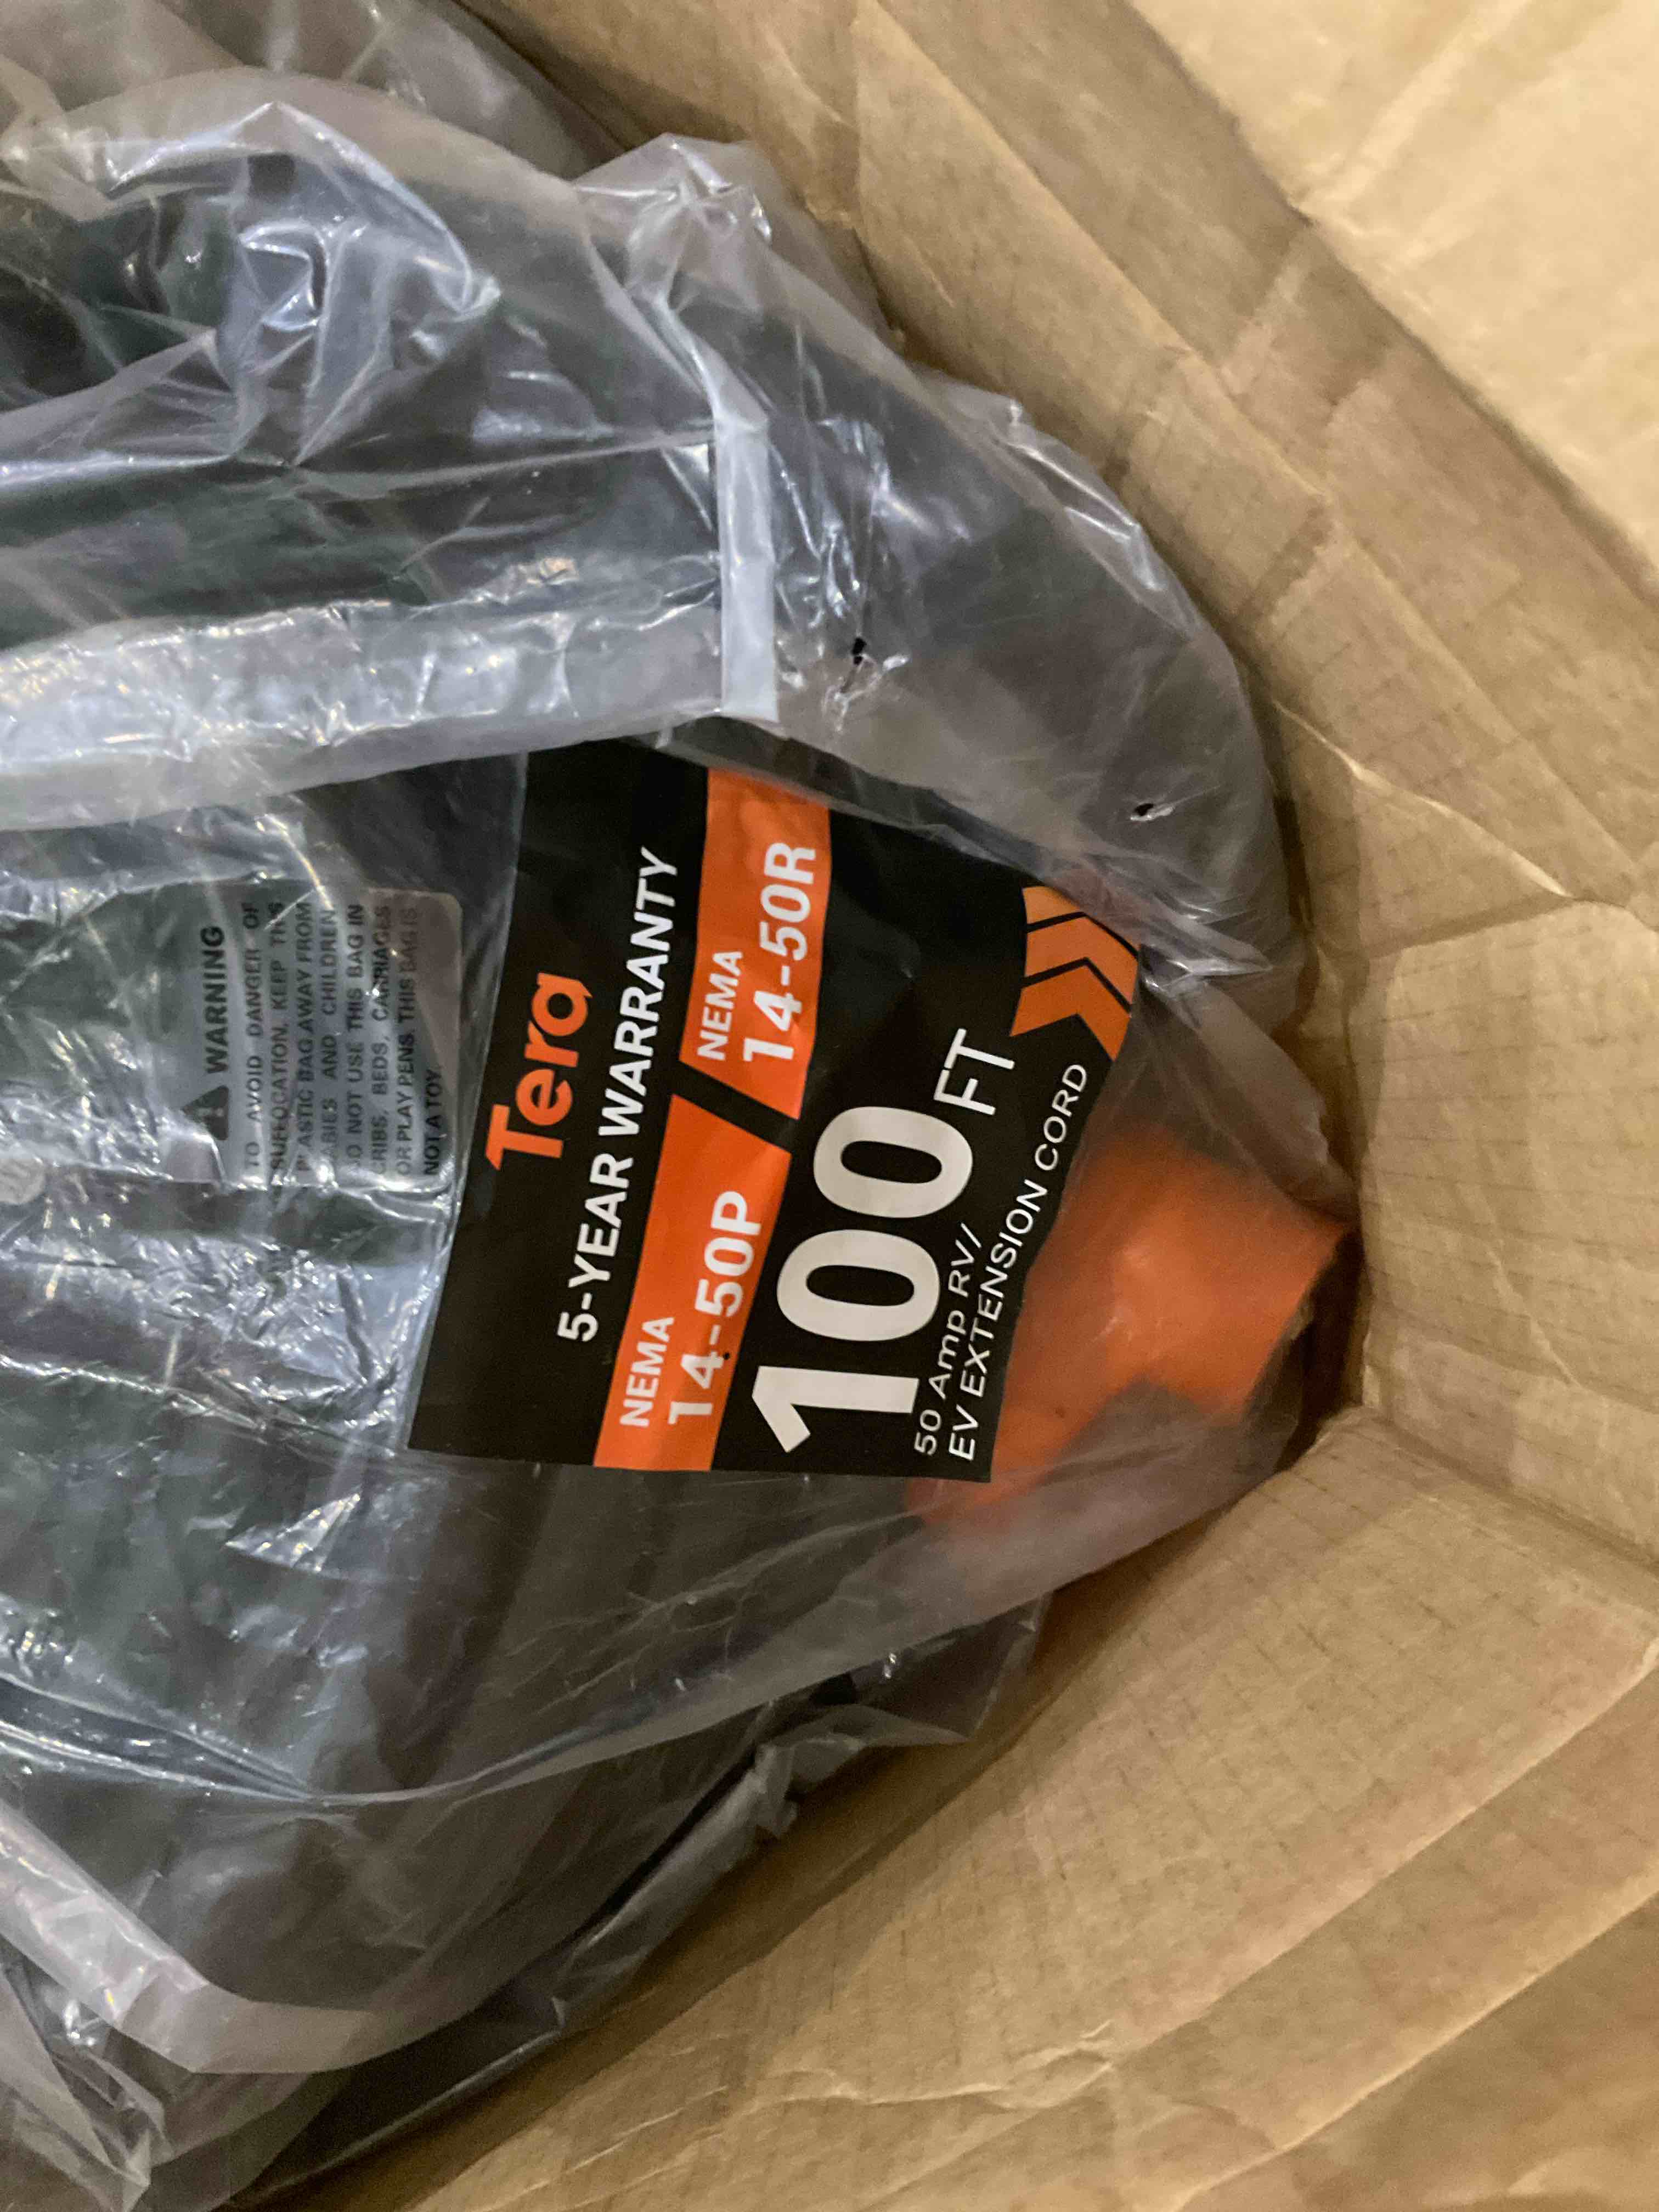 WARNING
TO AVOID DANGER OF
SUFFOCATION, KEEP THIS
PLASTIC BAG AWAY FROM
BABIES AND CHILDREN.
DO NOT USE THIS BAG IN
CRIBS, BEDS, CARRIAGES
OR PLAY PENS. THIS BAG IS
NOT A TOY.
Tera
5-YEAR WARRANTY
NEMA
14-50P
NEMA
14-50R
100 FT
50 Amp RV/
EV EXTENSION CORD